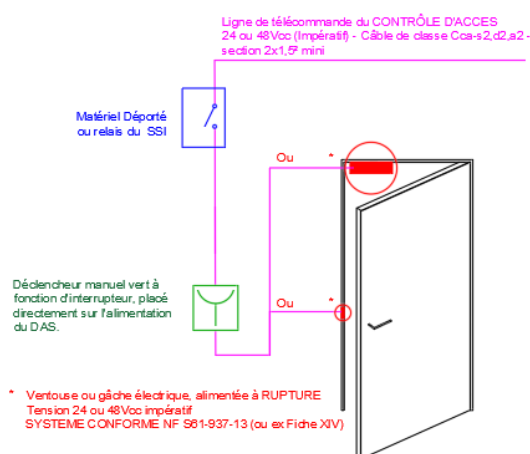 Ligne de télécommande du CONTRÔLE D'ACCES
24 ou 48Vcc (Impératif) - Câble de classe Cca-s2,d2,a2 -
section 2x1,5² mini
Matériel Déporté
ou relais du SSI
Ou *
Déclencheur manuel vert à
fonction d'interrupteur, placé
directement sur l'alimentation
du DAS.
Ou *
* Ventouse ou gâche électrique, alimentée à RUPTURE
Tension 24 ou 48Vcc impératif
SYSTEME CONFORME NF S61-937-13 (ou ex Fiche XIV)